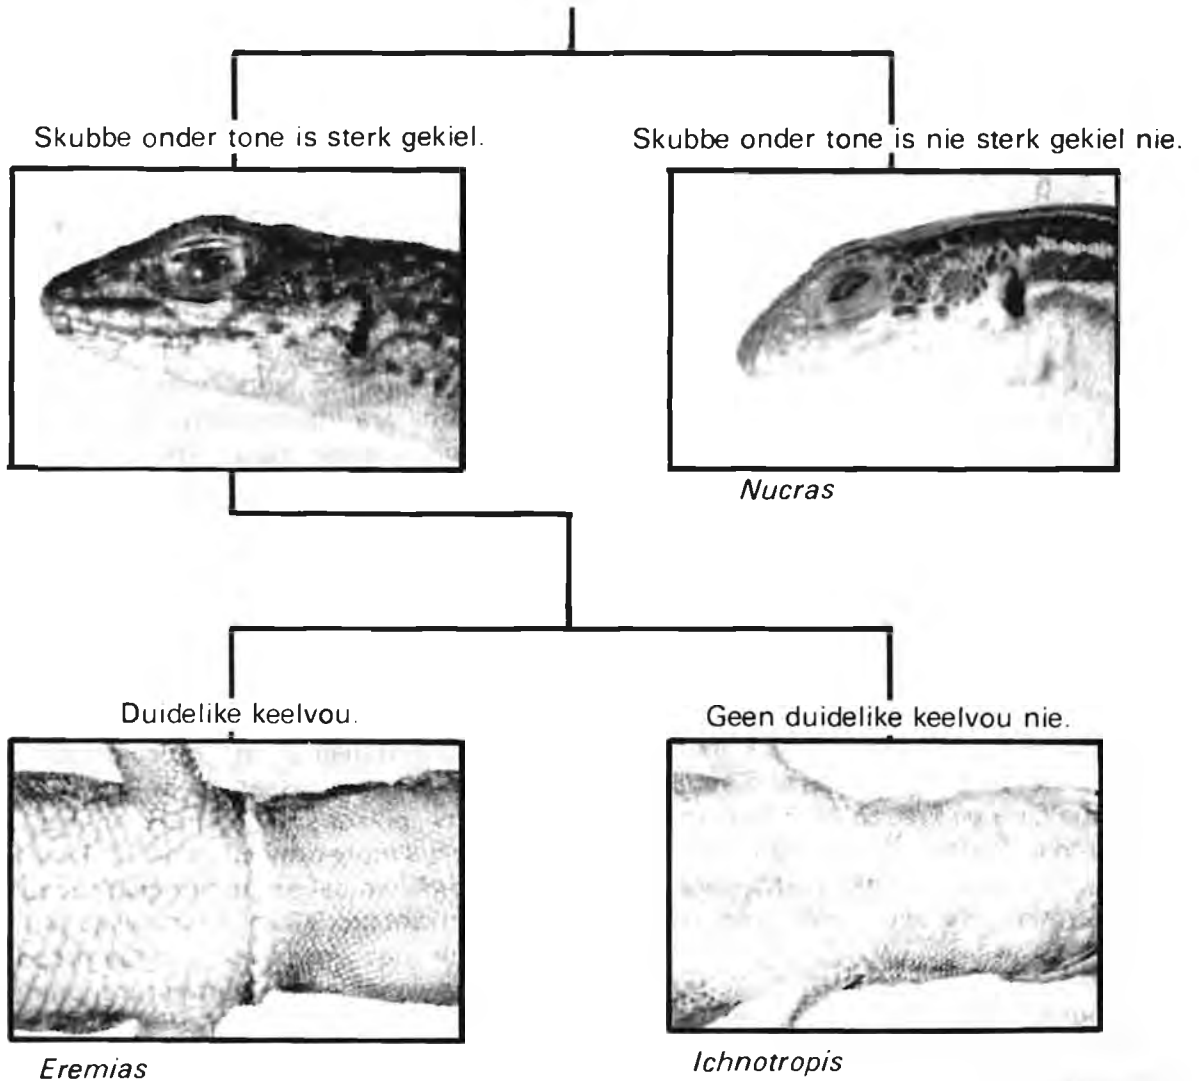 Skubbe onder tone is sterk gekiel.
Skubbe onder tone is nie sterk gekiel nie.
Nucras
Duidelike keelvou.
Geen duidelike keelvou nie.
Eremias
Ichnotropis